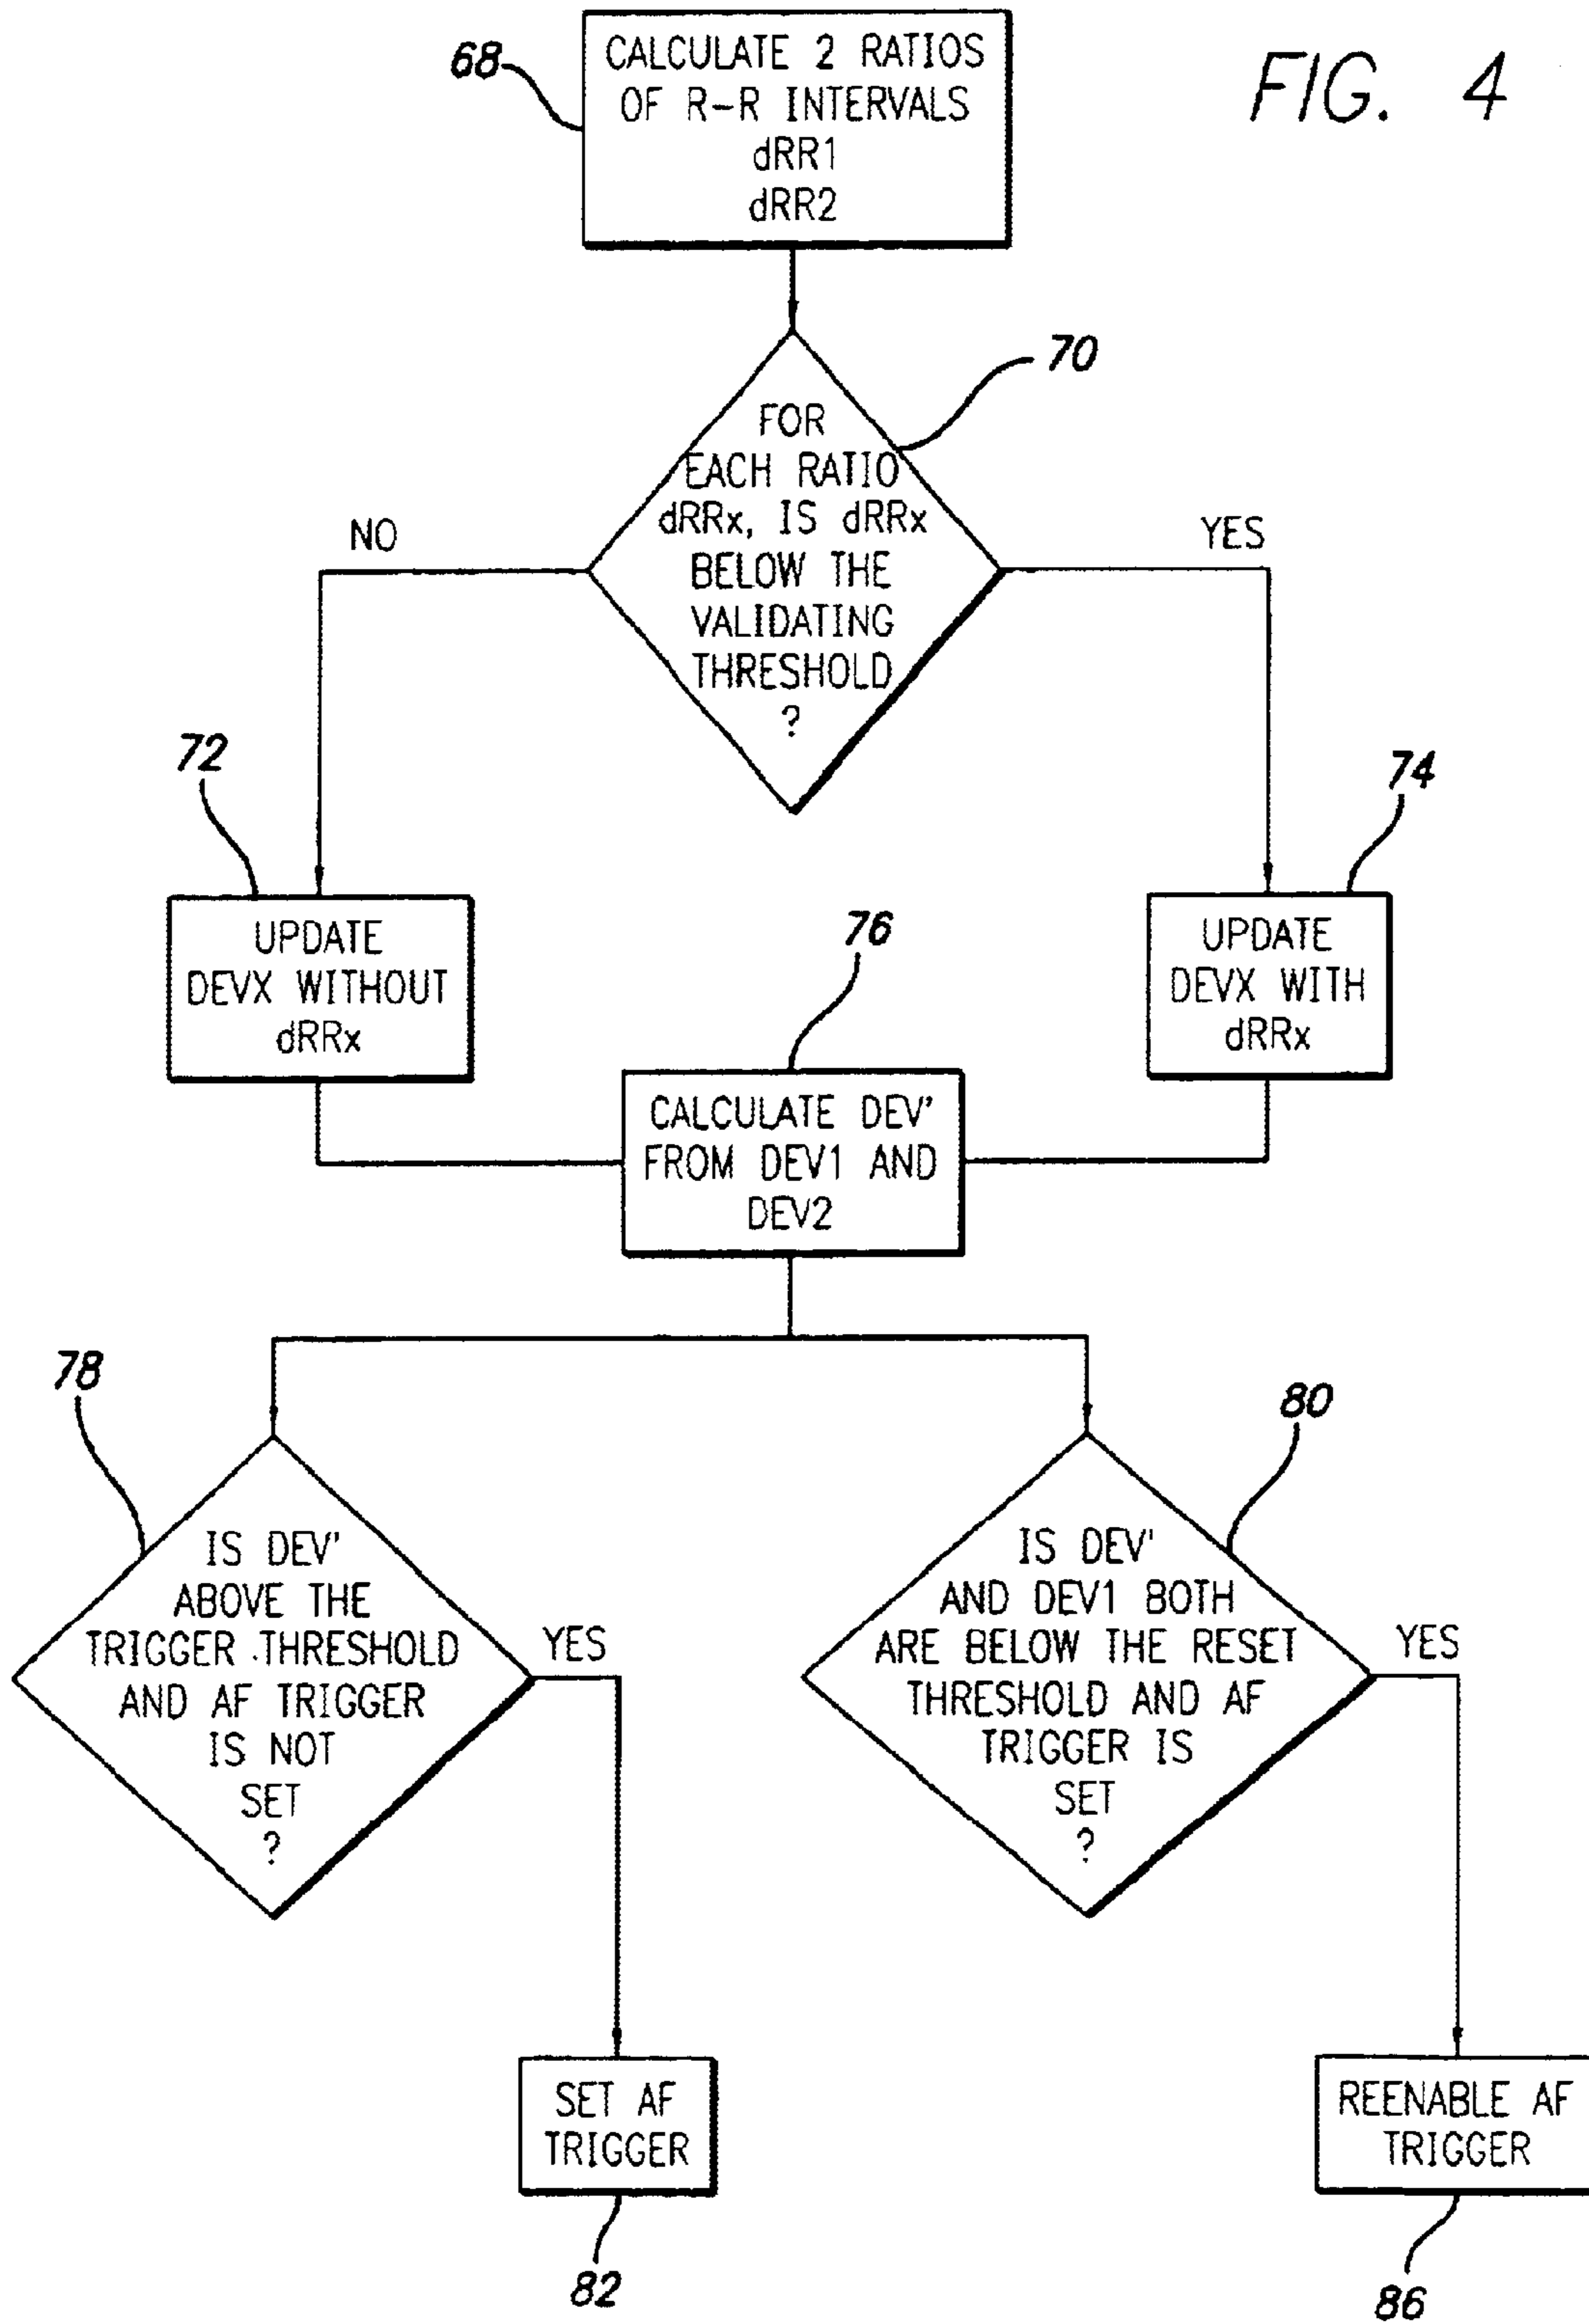 FIG. 4
68
CALCULATE 2 RATIOS
OF R-R INTERVALS
dRR1
dRR2
70
FOR
EACH RATIO
dRRx, IS dRRx
BELOW THE
VALIDATING
THRESHOLD
?
NO
YES
72
UPDATE
DEVX WITHOUT
dRRx
74
UPDATE
DEVX WITH
dRRx
76
CALCULATE DEV'
FROM DEV1 AND
DEV2
78
IS DEV'
ABOVE THE
TRIGGER THRESHOLD
AND AF TRIGGER
IS NOT
SET
?
YES
80
IS DEV'
AND DEV1 BOTH
ARE BELOW THE RESET
THRESHOLD AND AF
TRIGGER IS
SET
?
YES
SET AF
TRIGGER
82
REENABLE AF
TRIGGER
86